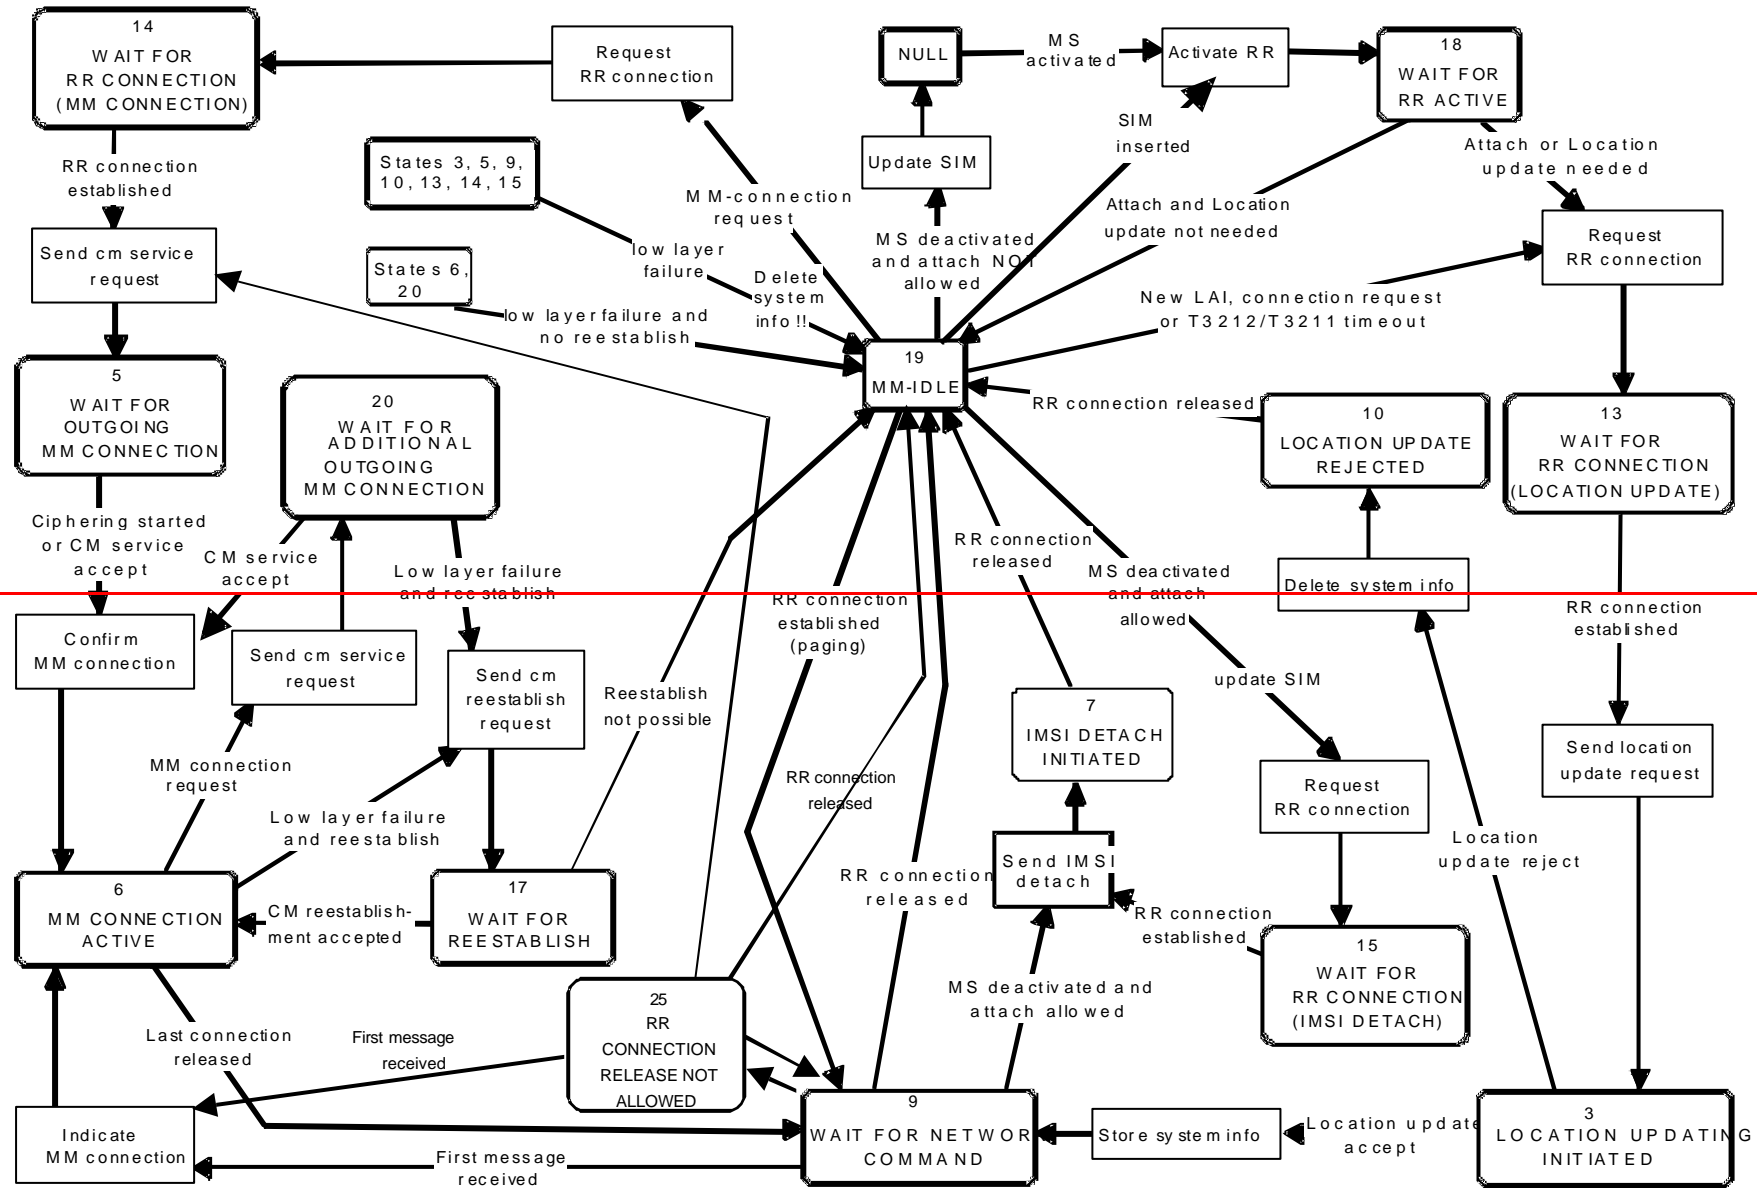 14
WAIT FOR
RR CONNECTION
(MM CONNECTION)
Request
RR connection
NULL
MS
activated
Activate RR
18
WAIT FOR
RR ACTIVE
RR connection
established
States 3, 5, 9,
10, 13, 14, 15
MM-connection
request
Update SIM
SIM
inserted
Attach or Location
update needed
Send cm service
request
States 6,
20
low layer
failure
Delete
system
info !!
MS deactivated
and attach NOT
allowed
Attach and Location
update not needed
Request
RR connection
low layer failure and
no reestablish
New LAI, connection request
or T3212/T3211 timeout
5
WAIT FOR
OUTGOING
MM CONNECTION
20
WAIT FOR
ADDITIONAL
OUTGOING
MM CONNECTION
19
MM-IDLE
RR connection released
10
LOCATION UPDATE
REJECTED
13
WAIT FOR
RR CONNECTION
(LOCATION UPDATE)
Ciphering started
or CM service
accept
CM service
accept
Low layer failure
and reestablish
RR connection
released
MS deactivated
and attach
allowed
Delete system info
RR connection
established
(paging)
RR connection
established
Confirm
MM connection
Send cm service
request
Send cm
reestablish
request
Reestablish
not possible
update SIM
7
IMSI DETACH
INITIATED
Send location
update request
MM connection
request
RR connection
released
Request
RR connection
Low layer failure
and reestablish
Location
update reject
Send IMSI
detach
RR connection
released
6
MM CONNECTION
ACTIVE
CM reestablish-
ment accepted
17
WAIT FOR
REESTABLISH
RR connection
established
15
WAIT FOR
RR CONNECTION
(IMSI DETACH)
MS deactivated and
attach allowed
25
RR
CONNECTION
RELEASE NOT
ALLOWED
Last connection
released
First message
received
Indicate
MM connection
First message
received
9
WAIT FOR NETWOR
COMMAND
Store system info
Location update
accept
3
LOCATION UPDATING
INITIATED